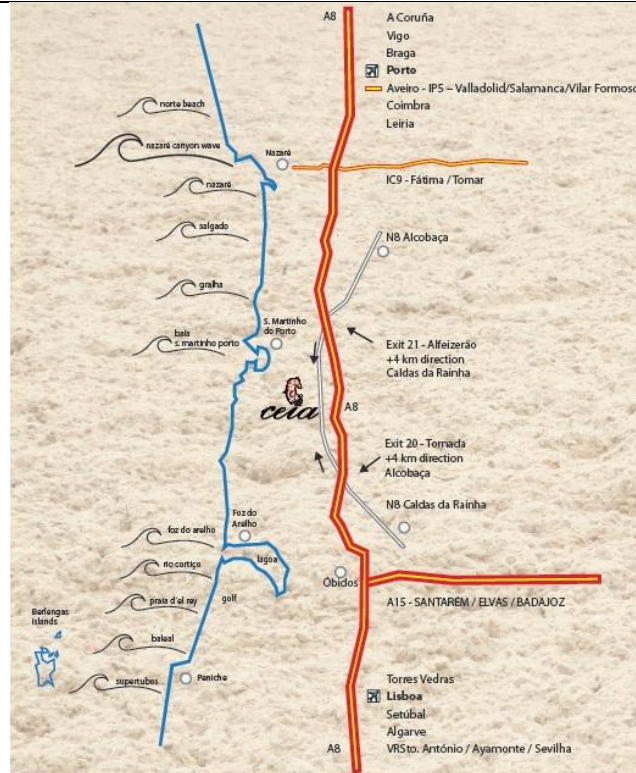 A8
A Coruña
Vigo
Braga
Porto
Aveiro - IP5 – Valladolid/Salamanca/Vilar Formoso
Coimbra
Leiria
norte beach
nazaré canyon wave
Nazaré
nazaré
IC9 - Fátima / Tomar
salgado
N8 Alcobaça
gralha
S. Martinho
do Porto
baia
s. martinho porto
Exit 21 - Alfeizerão
+4 km direction
Caldas da Rainha
ceia
A8
Exit 20 - Tornada
+4 km direction
Alcobaça
N8 Caldas da Rainha
Foz do
Arelho
foz do arelho
lagoa
rio cortiço
Óbidos
golf
praia d'el rey
A15 - SANTARÉM / ELVAS / BADAJOZ
Berlengas
islands
baleal
Peniche
supertubos
Torres Vedras
Lisboa
Setúbal
Algarve
A8
VRSto. António / Ayamonte / Sevilha